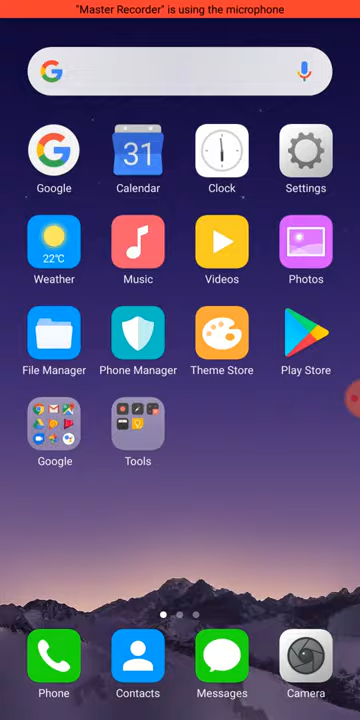 "Master Recorder" is using the microphone
Google
Calendar
Clock
Settings
Weather
Music
Videos
Photos
File Manager
Phone Manager
Theme Store
Play Store
Google
Tools
Phone
Contacts
Messages
Camera
31
22℃